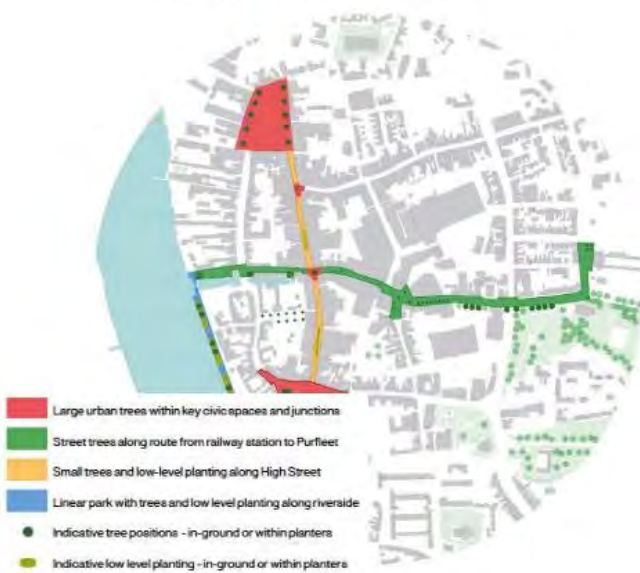 Large urban trees within key civic spaces and junctions
Street trees along route from railway station to Purfleet
Small trees and low-level planting along High Street
Linear park with trees and low level planting along riverside
Indicative tree positions - in-ground or within planters
Indicative low level planting - in-ground or within planters